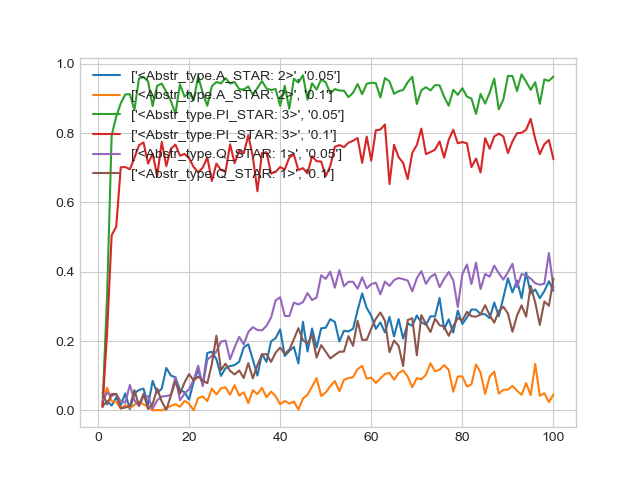 1.0
0.8
0.6
0.4
0.2
0.0
0
20
40
60
80
100
['<Abstr_type.A_STAR: 2>', '0.05']
['<Abstr_type.A_STAR: 2>', '0.1']
['<Abstr_type.PI_STAR: 3>', '0.05']
['<Abstr_type.PI_STAR: 3>', '0.1']
['<Abstr_type.Q_STAR: 1>', '0.05']
['<Abstr_type.Q_STAR: 1>', '0.1']